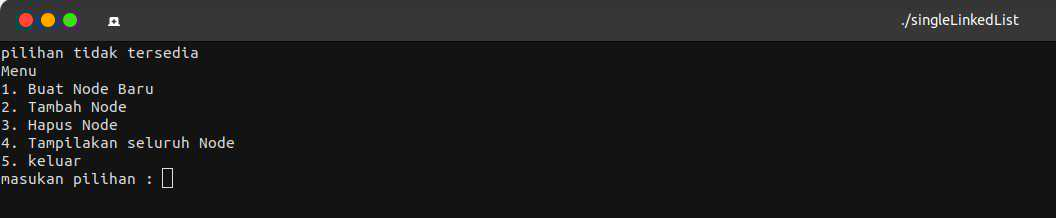 ./singleLinkedList
pilihan tidak tersedia
Menu
1. Buat Node Baru
2. Tambah Node
3. Hapus Node
4. Tampilakan seluruh Node
5. keluar
masukan pilihan :